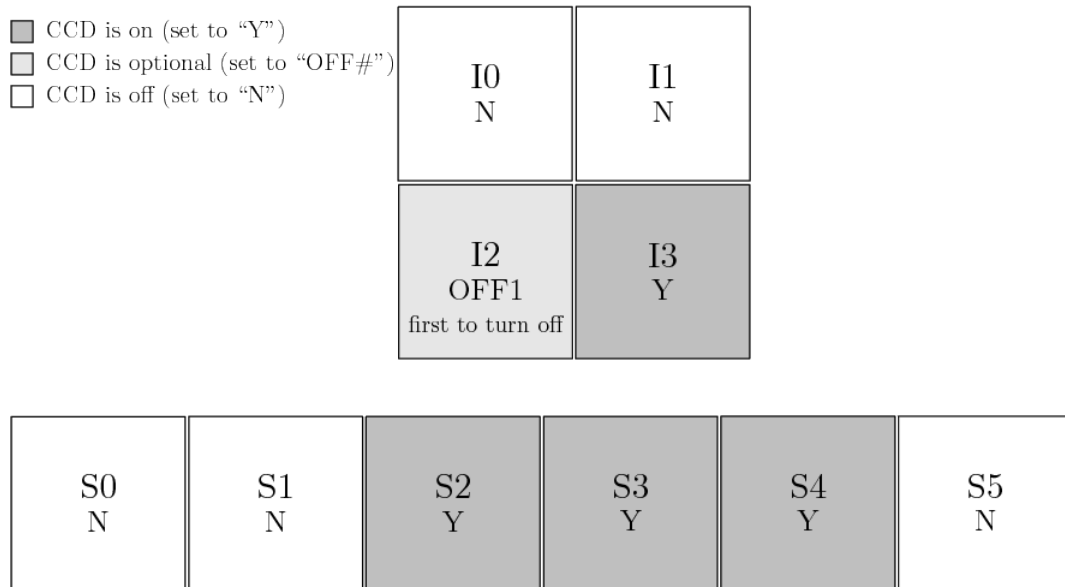 CCD is on (set to “Y”)
CCD is optional (set to “OFF#”)
CCD is off (set to “N”)
I0
N
I1
N
I2
OFF1
first to turn off
I3
Y
S0
N
S1
N
S2
Y
S3
Y
S4
Y
S5
N